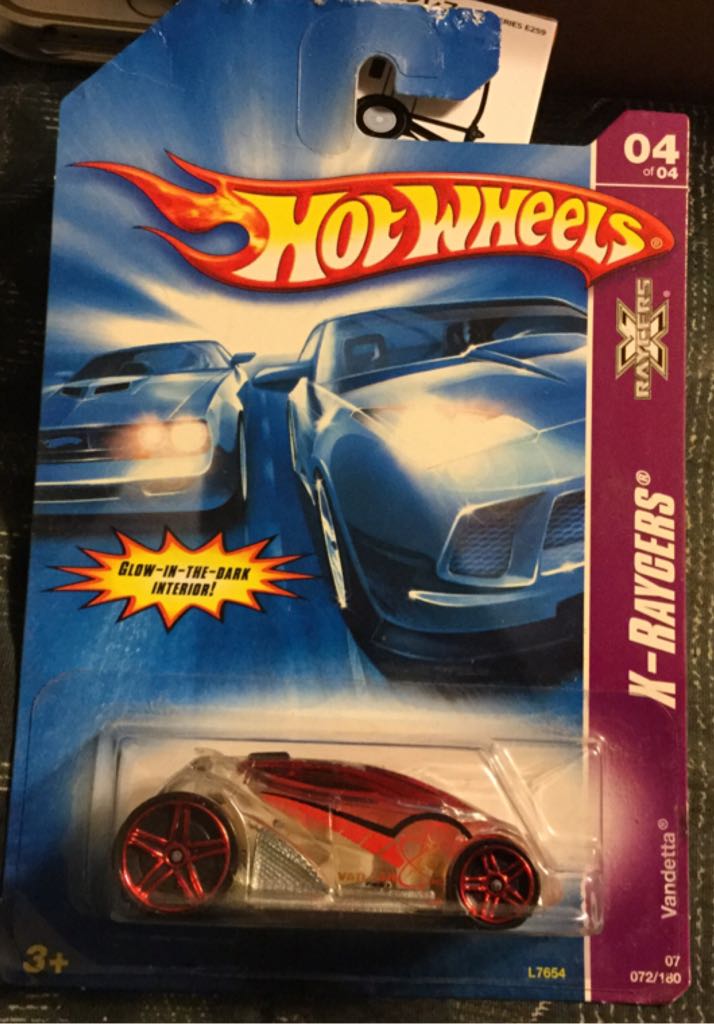 RIES E259
04
of 04
HOT WHEELS®
X
RAYCERS®
X-RAYCERS®
GLOW-IN-THE-DARK
INTERIOR!
Vandetta®
3+
L7654
07
072/180